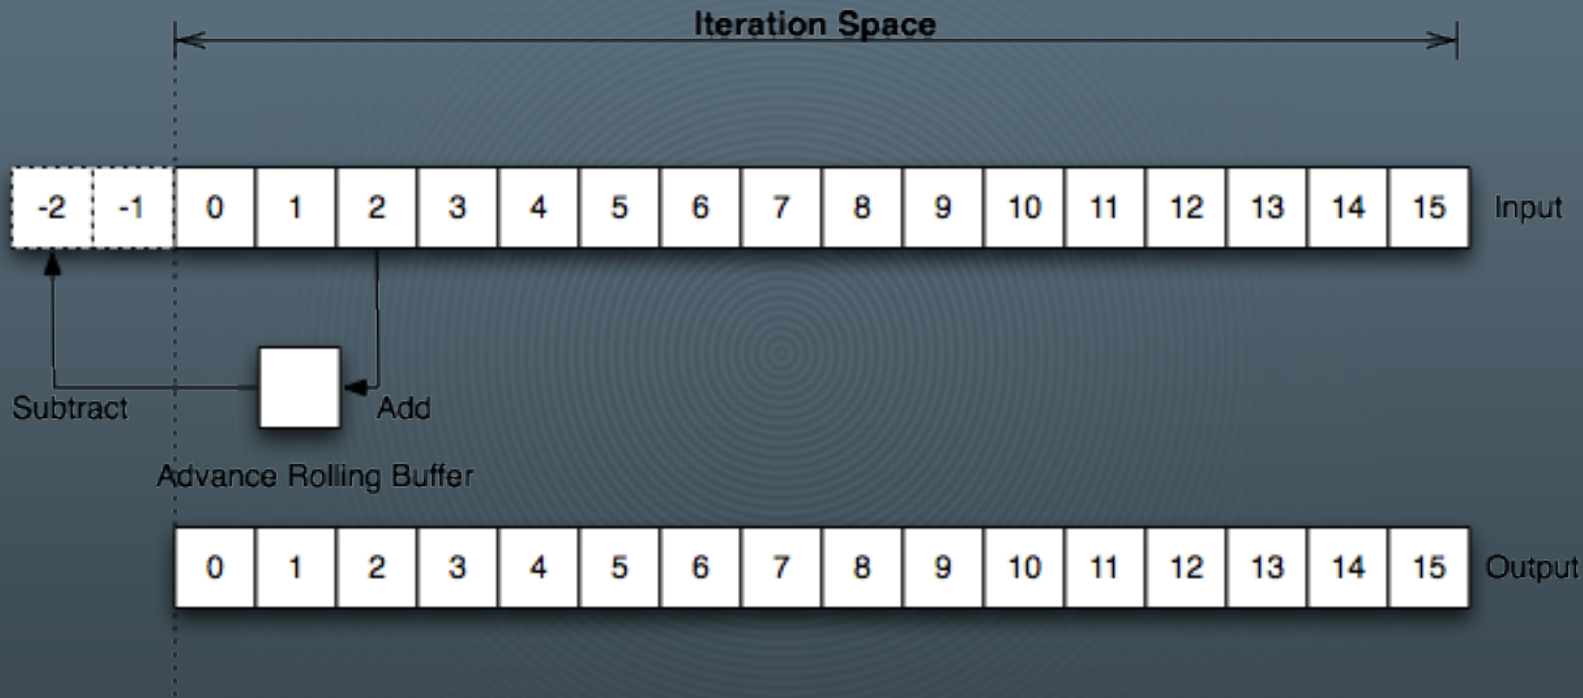 Iteration Space
-2 -1 0 1 2 3 4 5 6 7 8 9 10 11 12 13 14 15 Input
Subtract Add
Advance Rolling Buffer
0 1 2 3 4 5 6 7 8 9 10 11 12 13 14 15 Output